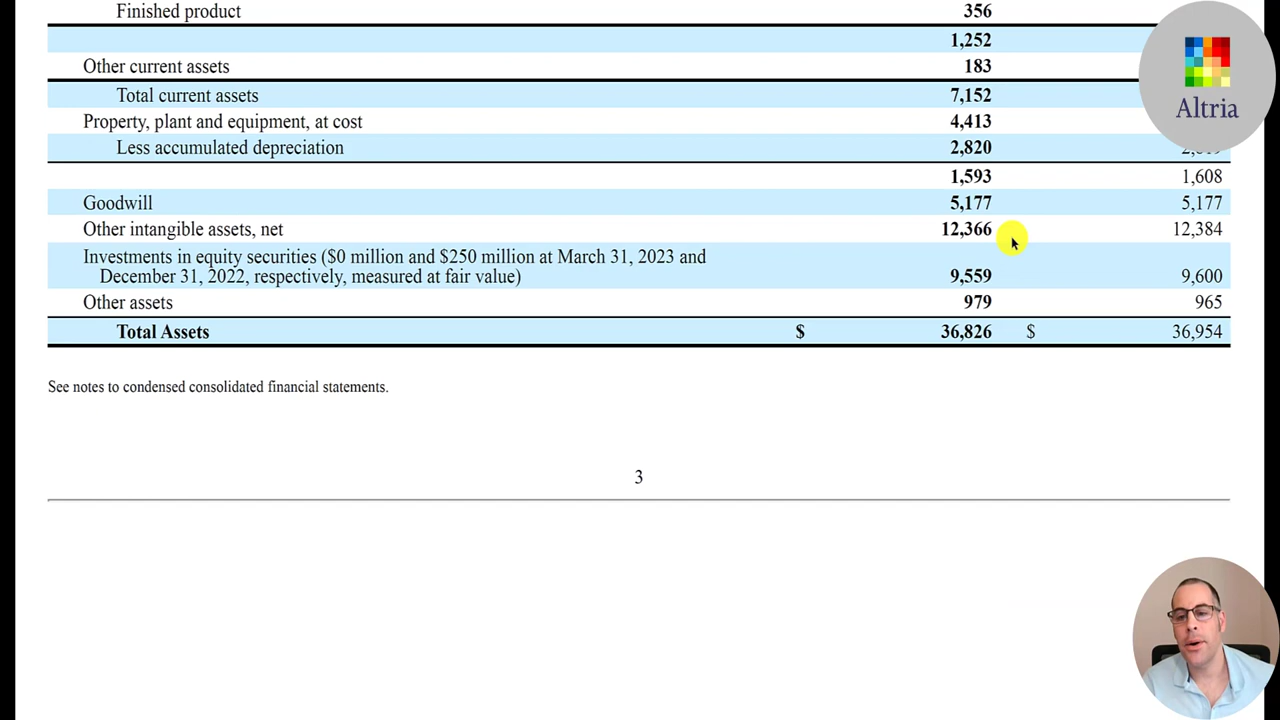 Finished product 356
1,252
Other current assets 183
Total current assets 7,152
Property, plant and equipment, at cost 4,413
Less accumulated depreciation 2,820
1,593 1,608
Goodwill 5,177 5,177
Other intangible assets, net 12,366 12,384
Investments in equity securities ($0 million and $250 million at March 31, 2023 and
December 31, 2022, respectively, measured at fair value) 9,559 9,600
Other assets 979 965
Total Assets $ 36,826 $ 36,954
See notes to condensed consolidated financial statements.
3
Altria